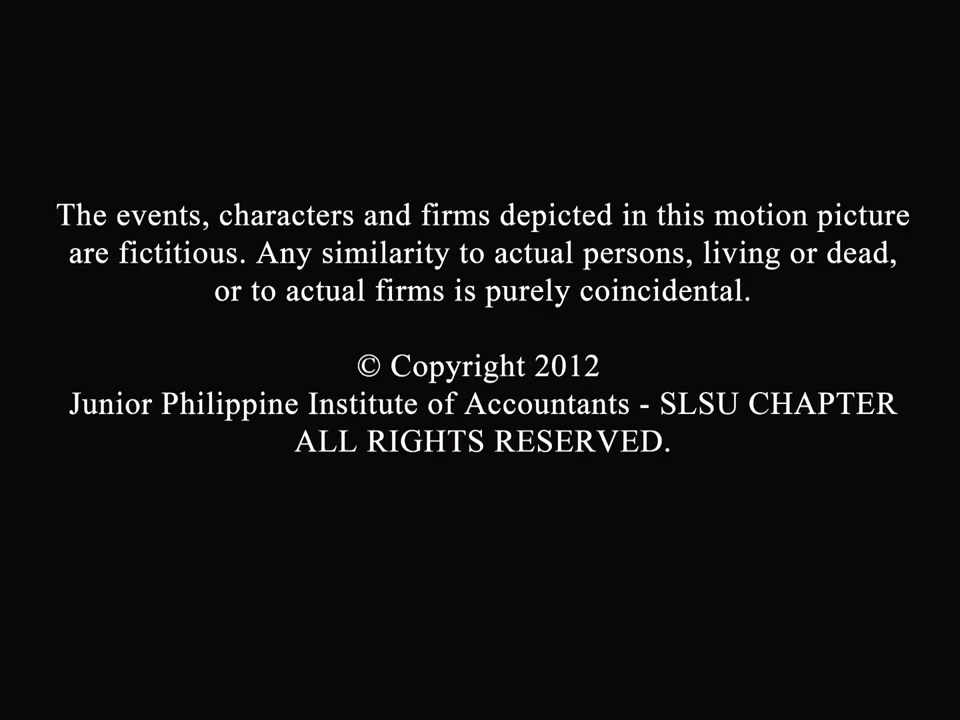 The events, characters and firms depicted in this motion picture
are fictitious. Any similarity to actual persons, living or dead,
or to actual firms is purely coincidental.
© Copyright 2012
Junior Philippine Institute of Accountants - SLSU CHAPTER
ALL RIGHTS RESERVED.